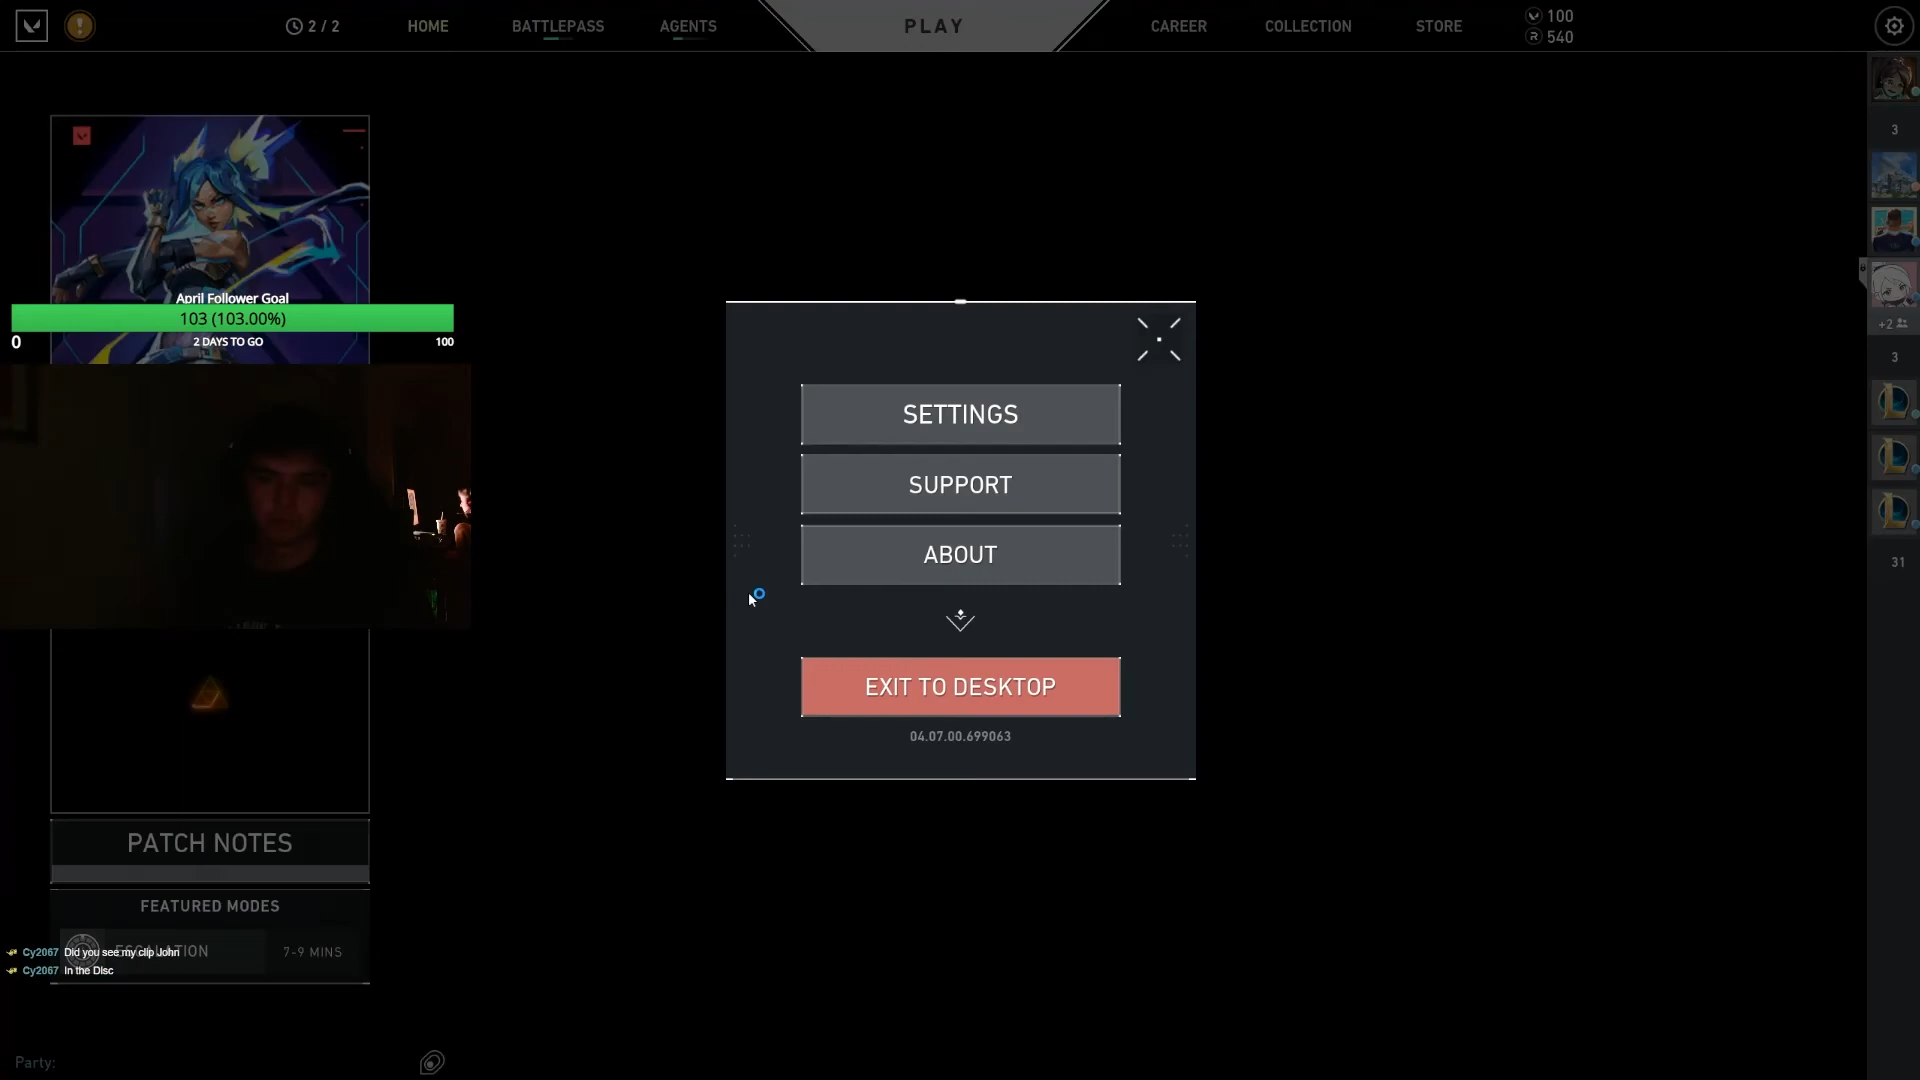 2 / 2
HOME
BATTLEPASS
AGENTS
PLAY
CAREER
COLLECTION
STORE
100
540
3
April Follower Goal
103 (103.00%)
0
2 DAYS TO GO
100
SETTINGS
SUPPORT
ABOUT
EXIT TO DESKTOP
04.07.00.699063
+2
3
31
PATCH NOTES
FEATURED MODES
ESCALATION
7-9 MINS
Cy2067 Did you see my clip John
Cy2067 In the Disc
Party: